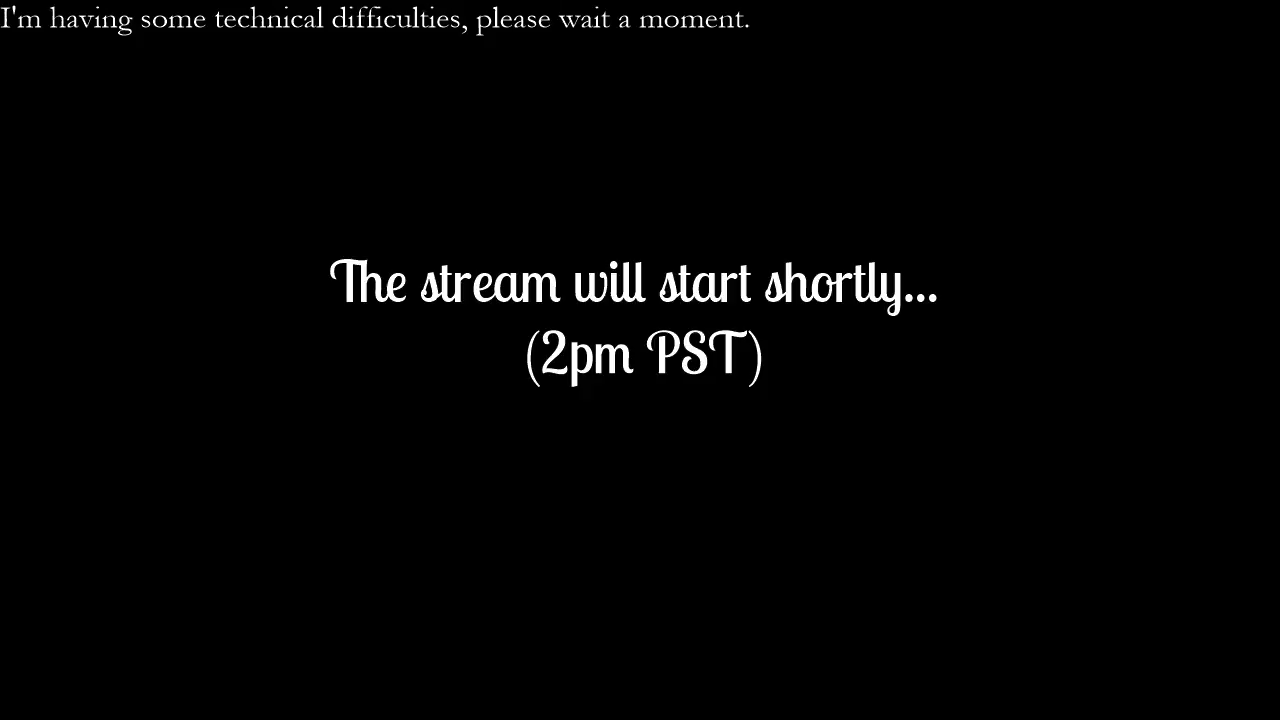 I'm having some technical difficulties, please wait a moment.
The stream will start shortly...
(2pm PST)